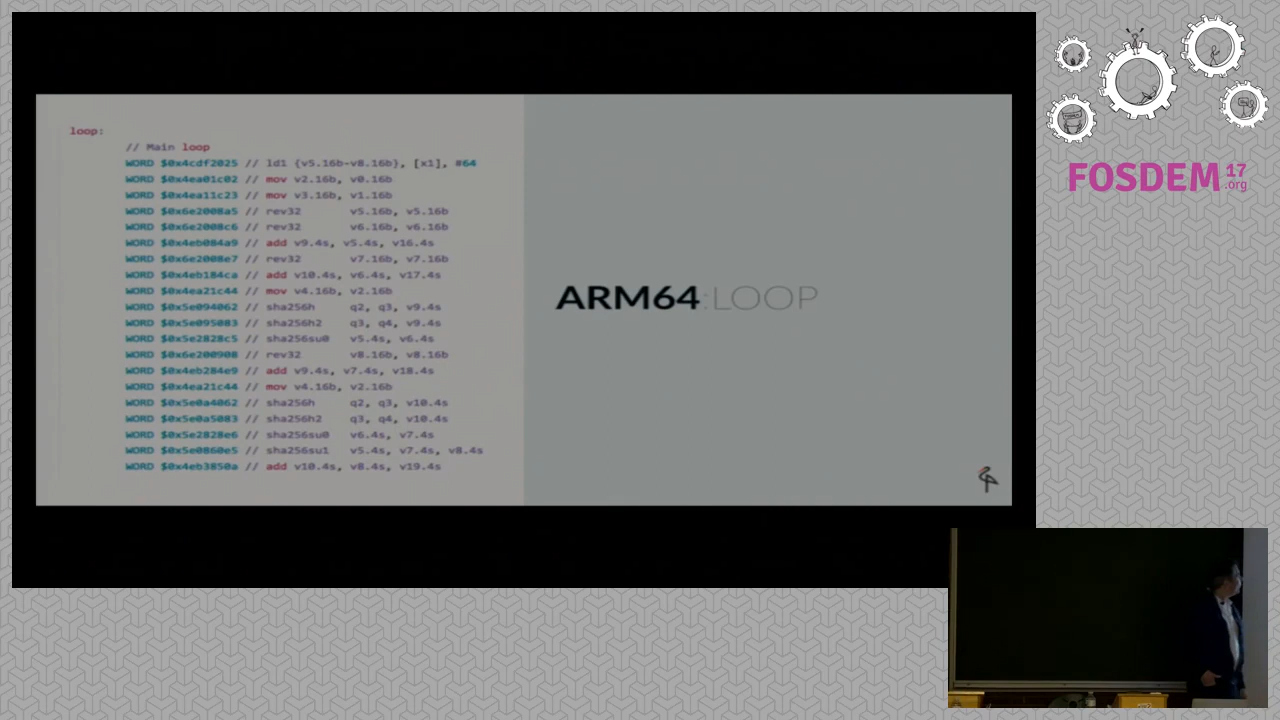 loop:
// Main loop
WORD $0x4cdf2025 // ld1 {v5.16b-v8.16b}, [x1], #64
WORD $0x4ea01c02 // mov v2.16b, v0.16b
WORD $0x4ea11c23 // mov v3.16b, v1.16b
WORD $0x6e2008a5 // rev32 v5.16b, v5.16b
WORD $0x6e2008c6 // rev32 v6.16b, v6.16b
WORD $0x4eb084a9 // add v9.4s, v5.4s, v16.4s
WORD $0x6e2008e7 // rev32 v7.16b, v7.16b
WORD $0x4eb184ca // add v10.4s, v6.4s, v17.4s
WORD $0x4ea21c44 // mov v4.16b, v2.16b
WORD $0x5e094062 // sha256h q2, q3, v9.4s
WORD $0x5e095083 // sha256h2 q3, q4, v9.4s
WORD $0x5e2828c5 // sha256su0 v5.4s, v6.4s
WORD $0x6e200908 // rev32 v8.16b, v8.16b
WORD $0x4eb284e9 // add v9.4s, v7.4s, v18.4s
WORD $0x4ea21c44 // mov v4.16b, v2.16b
WORD $0x5e0a4062 // sha256h q2, q3, v10.4s
WORD $0x5e0a5083 // sha256h2 q3, q4, v10.4s
WORD $0x5e2828e6 // sha256su0 v6.4s, v7.4s
WORD $0x5e0860e5 // sha256su1 v5.4s, v7.4s, v8.4s
WORD $0x4eb3850a // add v10.4s, v8.4s, v19.4s
ARM64:LOOP
FOSDEM 17
.org